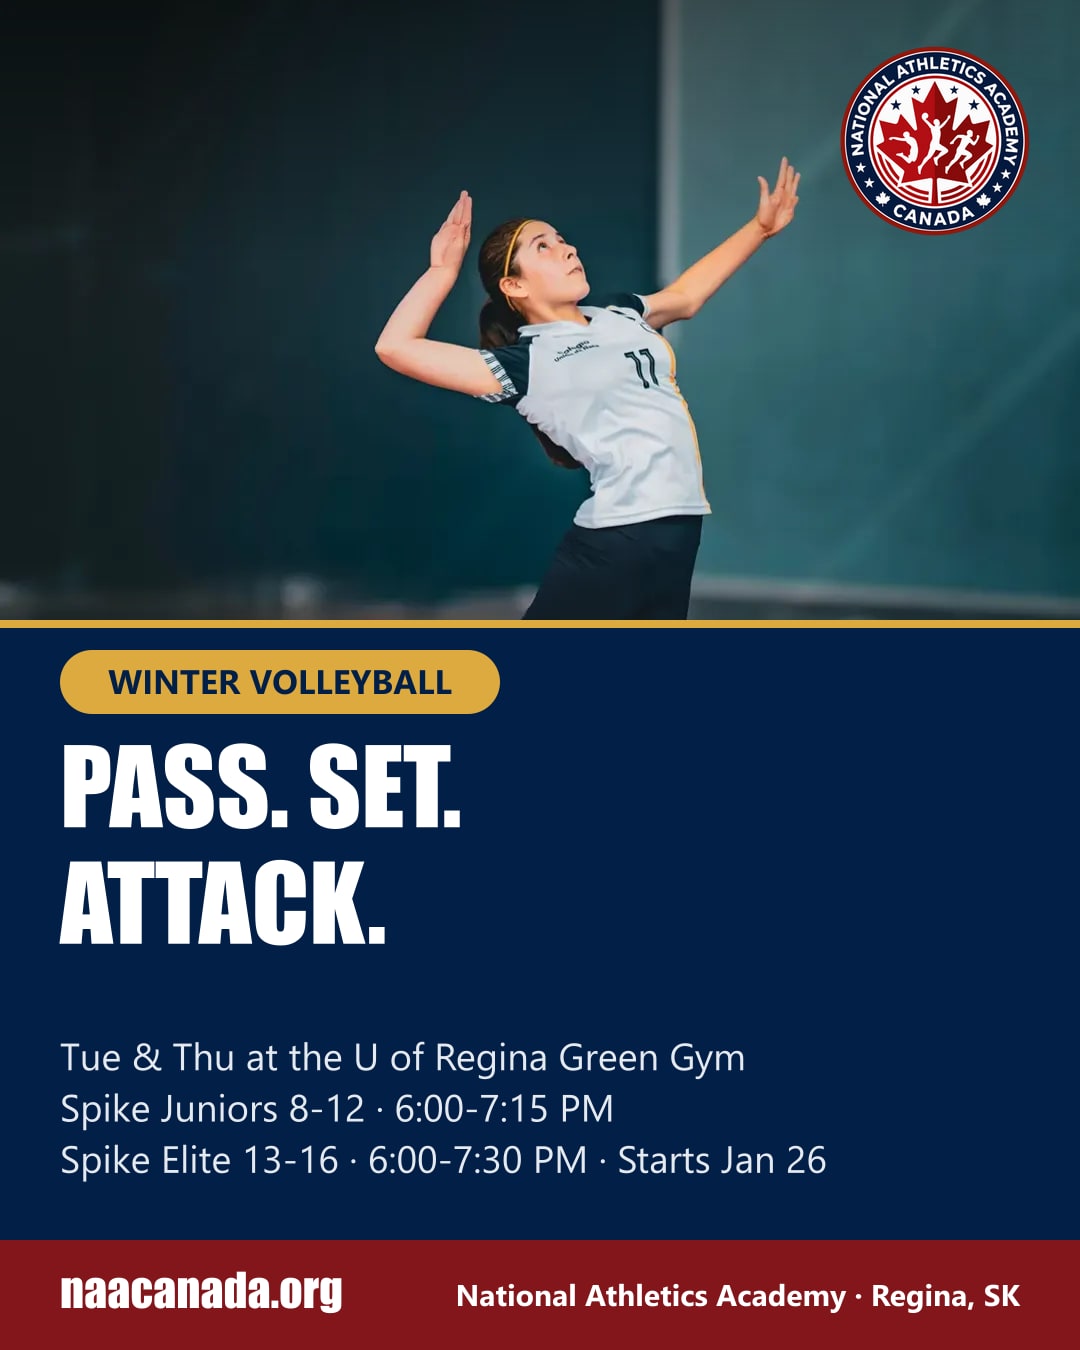 NATIONAL ATHLETICS ACADEMY
CANADA
11
WINTER VOLLEYBALL
PASS. SET.
ATTACK.
Tue & Thu at the U of Regina Green Gym
Spike Juniors 8-12 · 6:00-7:15 PM
Spike Elite 13-16 · 6:00-7:30 PM · Starts Jan 26
naacanada.org
National Athletics Academy · Regina, SK